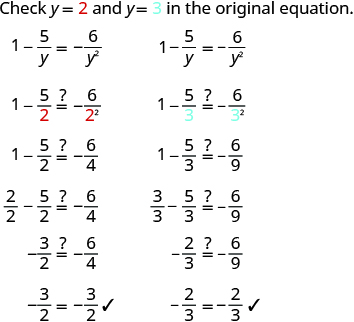 Check y = 2 and y = 3 in the original equation.
1 − 5/y = − 6/y²    1 − 5/y = − 6/y²
1 − 5/2 ≟ − 6/2²    1 − 5/3 ≟ − 6/3²
1 − 5/2 ≟ − 6/4    1 − 5/3 ≟ − 6/9
2/2 − 5/2 ≟ − 6/4    3/3 − 5/3 ≟ − 6/9
− 3/2 ≟ − 6/4    − 2/3 ≟ − 6/9
− 3/2 = − 3/2 ✓    − 2/3 = − 2/3 ✓